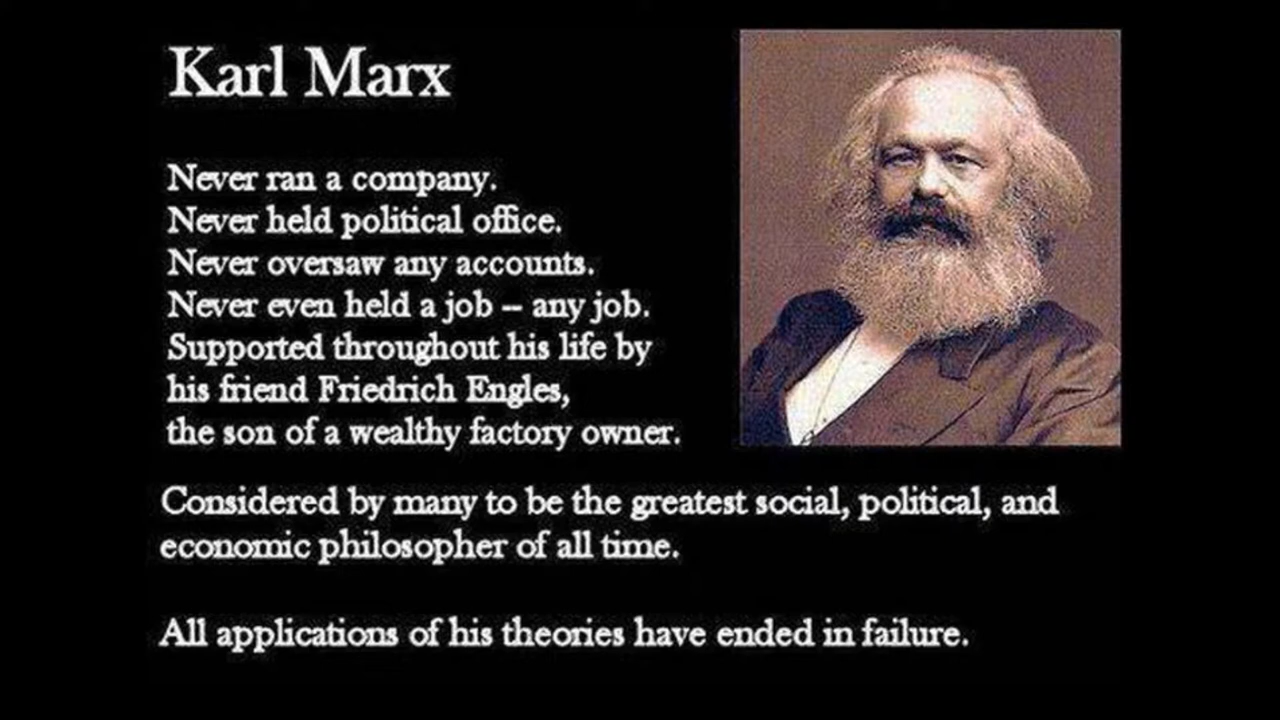 Karl Marx
Never ran a company.
Never held political office.
Never oversaw any accounts.
Never even held a job -- any job.
Supported throughout his life by
his friend Friedrich Engles,
the son of a wealthy factory owner.
Considered by many to be the greatest social, political, and
economic philosopher of all time.
All applications of his theories have ended in failure.